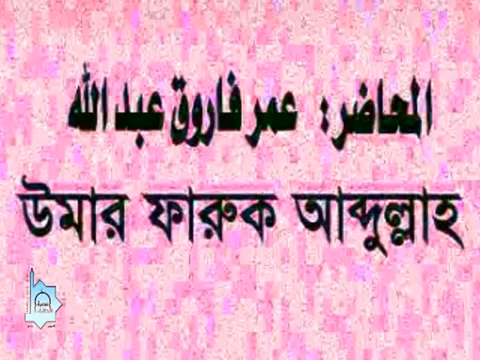 المحاضر: عمر فاروق عبد الله
উমার ফারুক আব্দুল্লাহ